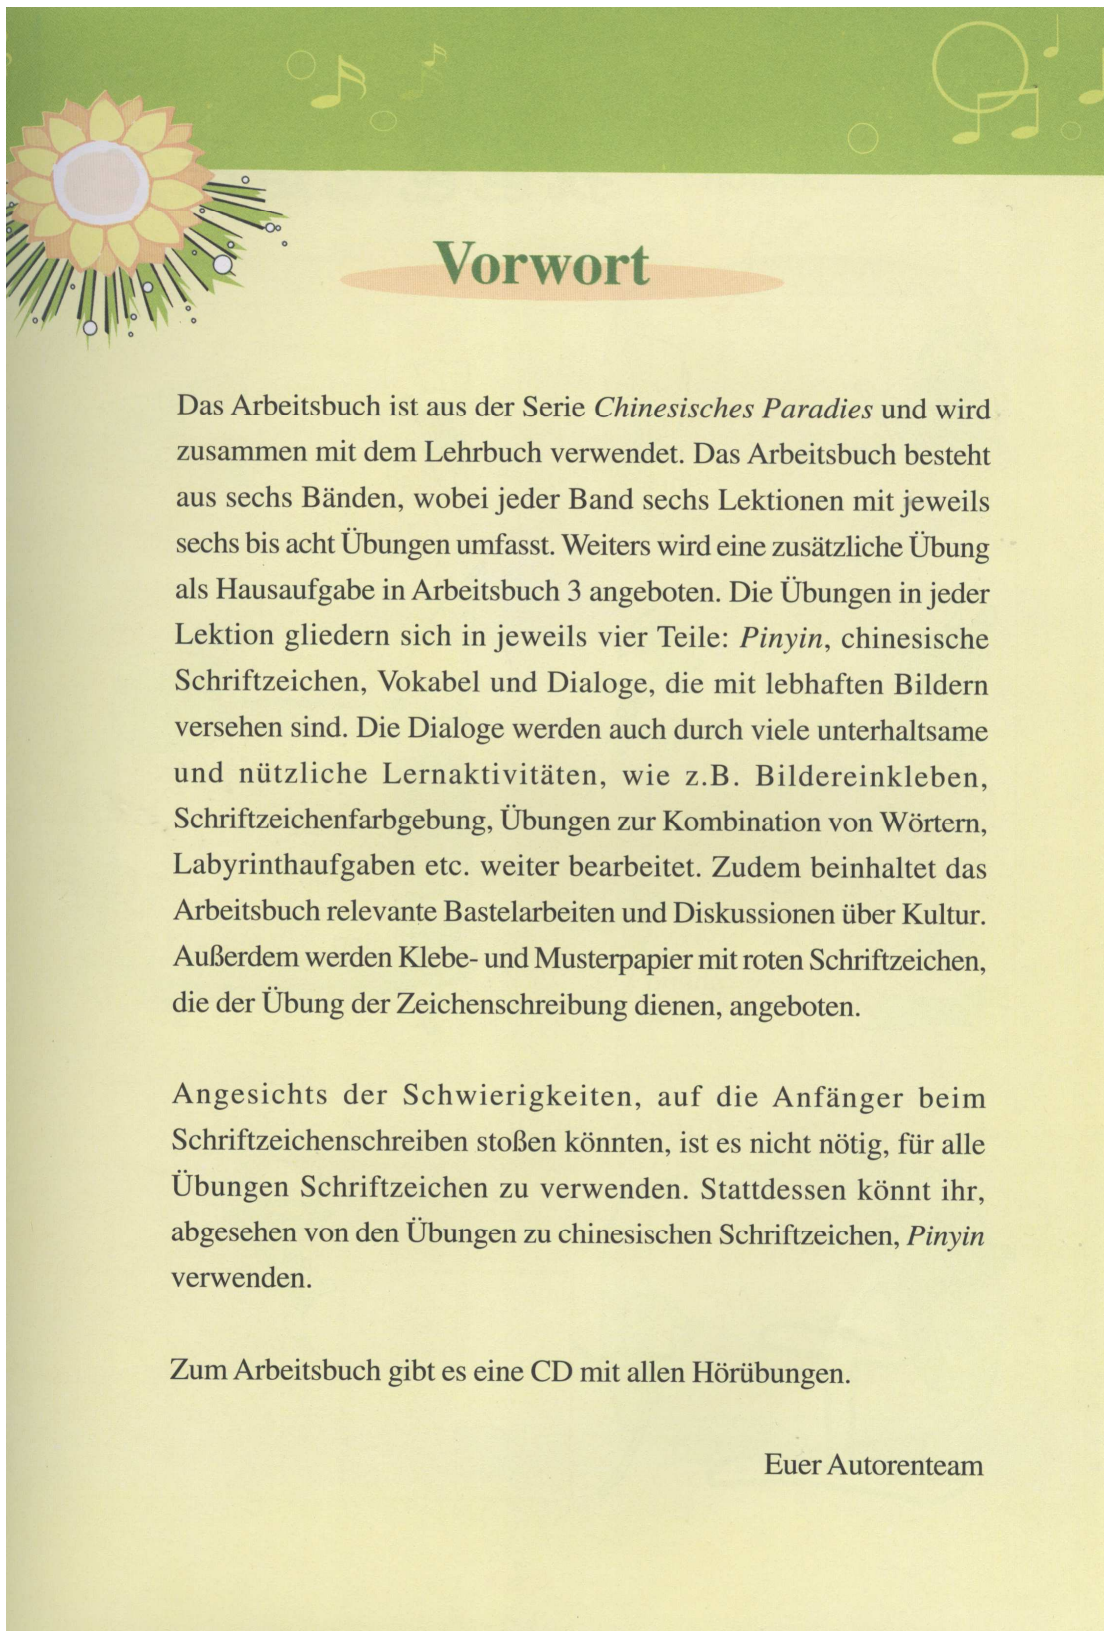 Vorwort
Das Arbeitsbuch ist aus der Serie Chinesisches Paradies und wird
zusammen mit dem Lehrbuch verwendet. Das Arbeitsbuch besteht
aus sechs Bänden, wobei jeder Band sechs Lektionen mit jeweils
sechs bis acht Übungen umfasst. Weiters wird eine zusätzliche Übung
als Hausaufgabe in Arbeitsbuch 3 angeboten. Die Übungen in jeder
Lektion gliedern sich in jeweils vier Teile: Pinyin, chinesische
Schriftzeichen, Vokabel und Dialoge, die mit lebhaften Bildern
versehen sind. Die Dialoge werden auch durch viele unterhaltsame
und nützliche Lernaktivitäten, wie z.B. Bildereinkleben,
Schriftzeichenfarbgebung, Übungen zur Kombination von Wörtern,
Labyrinthaufgaben etc. weiter bearbeitet. Zudem beinhaltet das
Arbeitsbuch relevante Bastelarbeiten und Diskussionen über Kultur.
Außerdem werden Klebe- und Musterpapier mit roten Schriftzeichen,
die der Übung der Zeichenschreibung dienen, angeboten.
Angesichts der Schwierigkeiten, auf die Anfänger beim
Schriftzeichenschreiben stoßen könnten, ist es nicht nötig, für alle
Übungen Schriftzeichen zu verwenden. Stattdessen könnt ihr,
abgesehen von den Übungen zu chinesischen Schriftzeichen, Pinyin
verwenden.
Zum Arbeitsbuch gibt es eine CD mit allen Hörübungen.
Euer Autorenteam